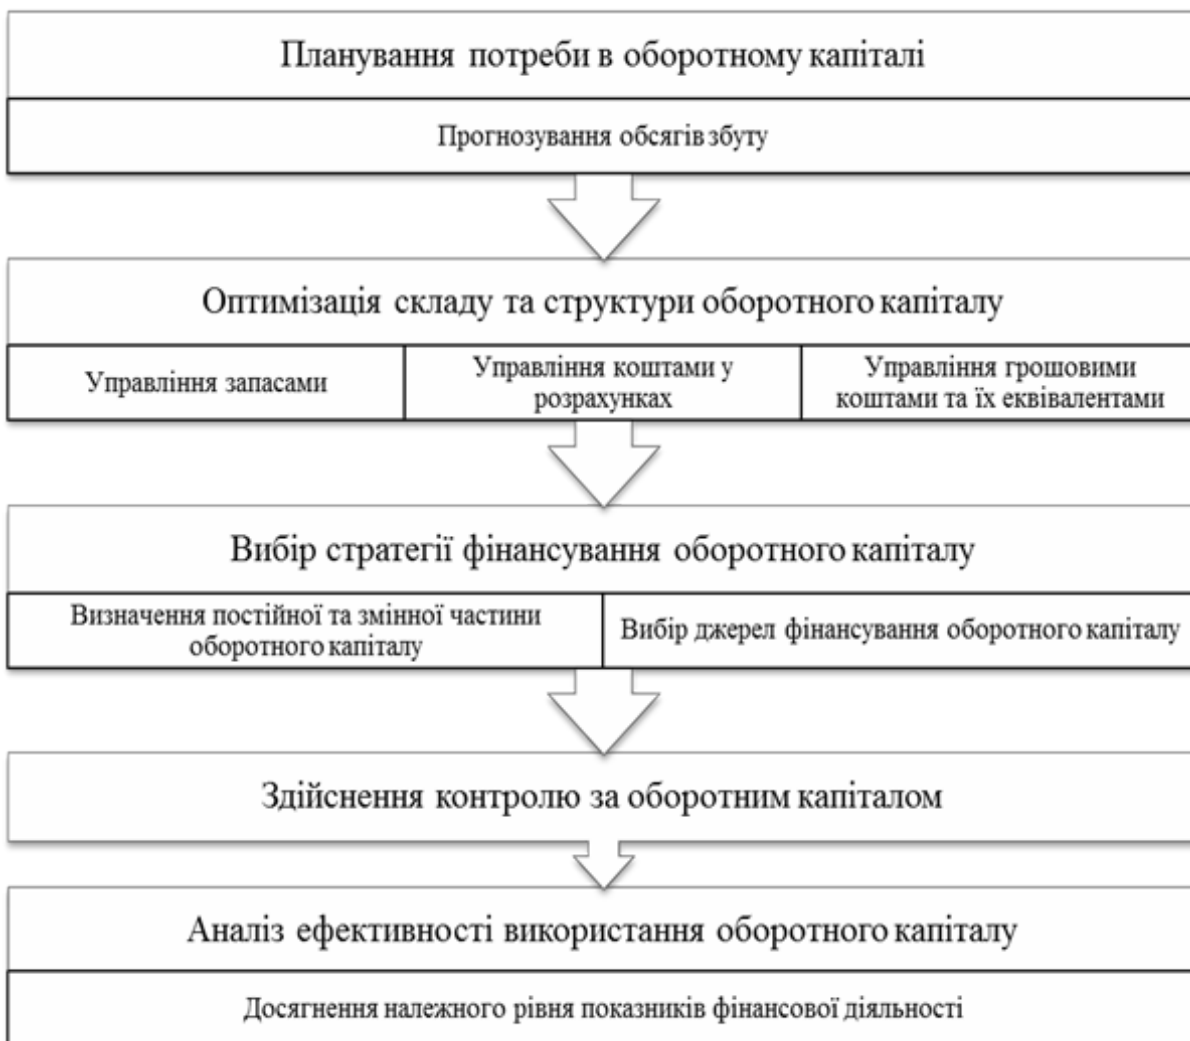 Планування потреби в оборотному капіталі
Прогнозування обсягів збуту
Оптимізація складу та структури оборотного капіталу
Управління запасами
Управління коштами у
розрахунках
Управління грошовими
коштами та їх еквівалентами
Вибір стратегії фінансування оборотного капіталу
Визначення постійної та змінної частини
оборотного капіталу
Вибір джерел фінансування оборотного капіталу
Здійснення контролю за оборотним капіталом
Аналіз ефективності використання оборотного капіталу
Досягнення належного рівня показників фінансової діяльності